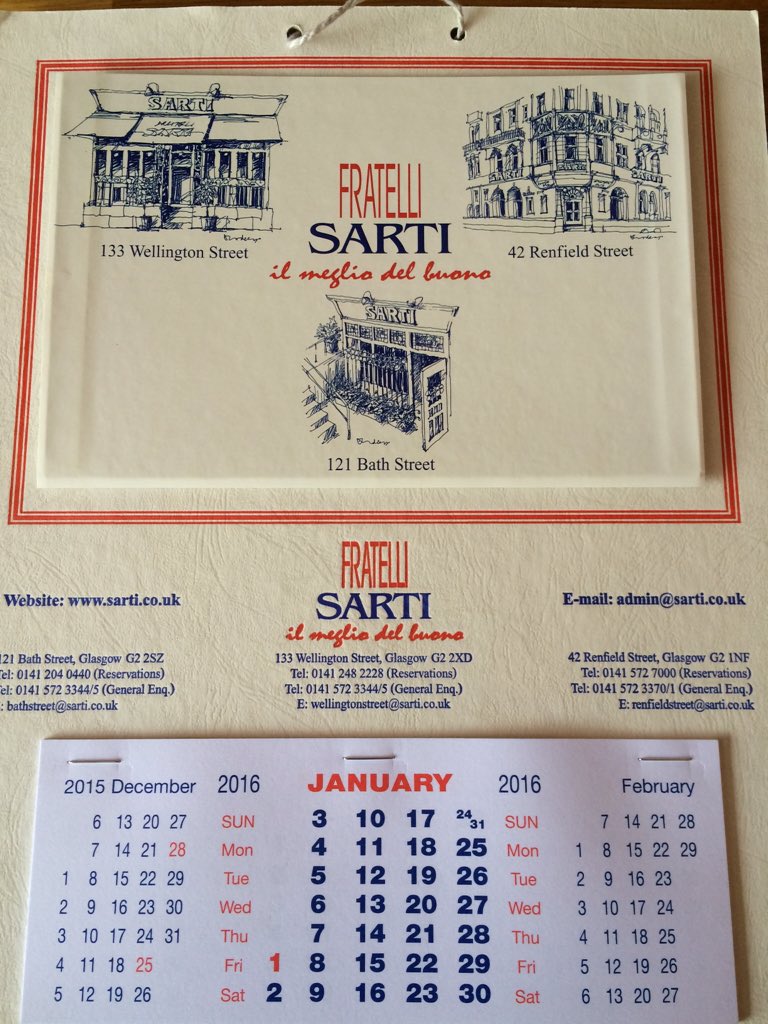 SARTI
FRATELLI
SARTI
133 Wellington Street
FRATELLI
SARTI
il meglio del buono
SARTI
SARTI
42 Renfield Street
SARTI
121 Bath Street
FRATELLI
SARTI
il meglio del buono
Website: www.sarti.co.uk
E-mail: admin@sarti.co.uk
121 Bath Street, Glasgow G2 2SZ
Tel: 0141 204 0440 (Reservations)
Tel: 0141 572 3344/5 (General Enq.)
: bathstreet@sarti.co.uk
133 Wellington Street, Glasgow G2 2XD
Tel: 0141 248 2228 (Reservations)
Tel: 0141 572 3344/5 (General Enq.)
E: wellingtonstreet@sarti.co.uk
42 Renfield Street, Glasgow G2 1NF
Tel: 0141 572 7000 (Reservations)
Tel: 0141 572 3370/1 (General Enq.)
E: renfieldstreet@sarti.co.uk
2015 December 2016 JANUARY 2016 February
6 13 20 27 SUN 3 10 17 24 31 SUN 7 14 21 28
7 14 21 28 Mon 4 11 18 25 Mon 1 8 15 22 29
1 8 15 22 29 Tue 5 12 19 26 Tue 2 9 16 23
2 9 16 23 30 Wed 6 13 20 27 Wed 3 10 17 24
3 10 17 24 31 Thu 7 14 21 28 Thu 4 11 18 25
4 11 18 25 Fri 1 8 15 22 29 Fri 5 12 19 26
5 12 19 26 Sat 2 9 16 23 30 Sat 6 13 20 27